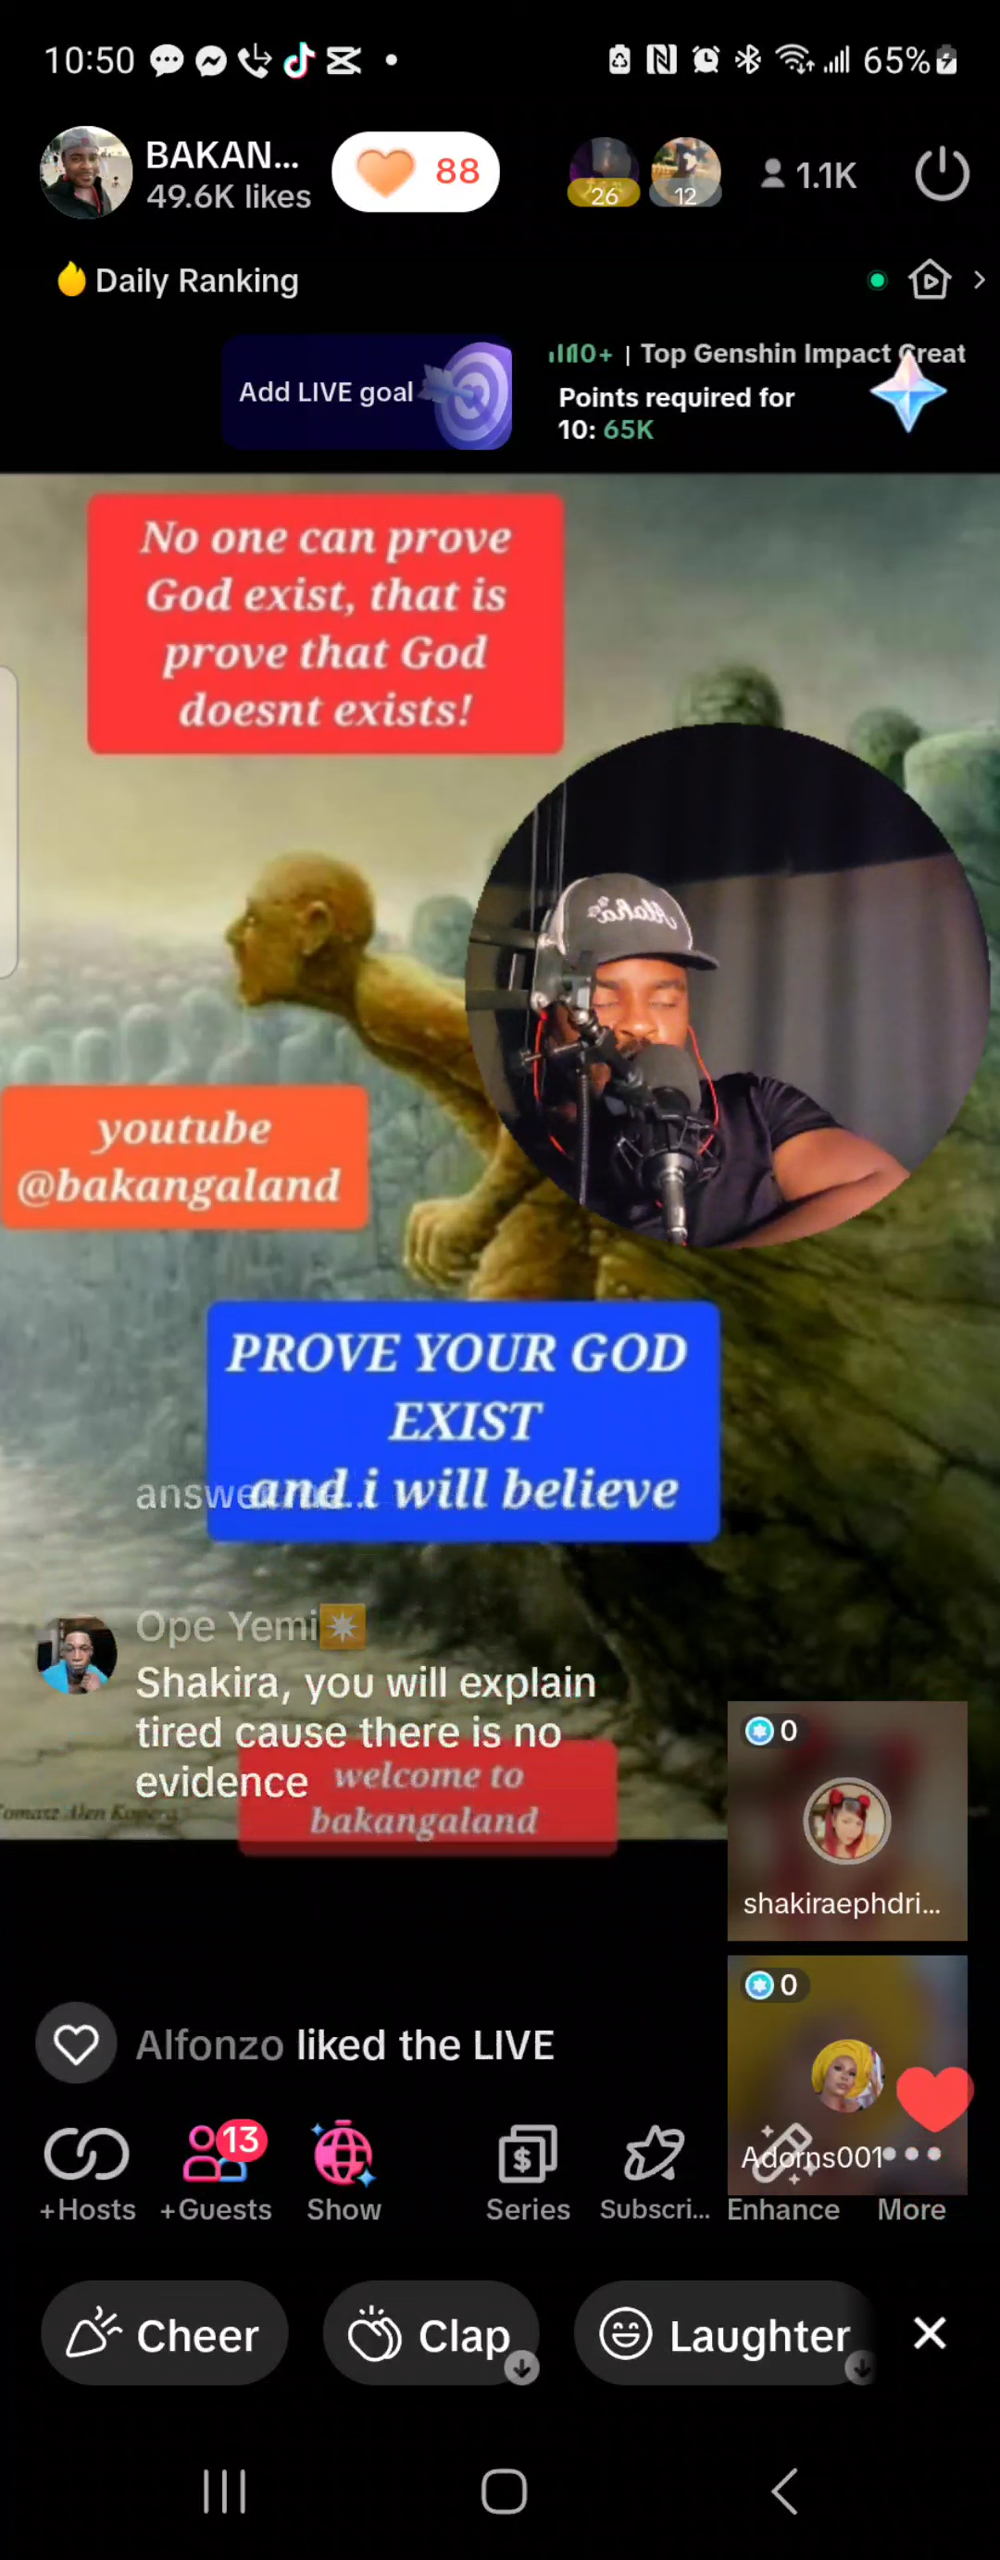 10:50
65%
BAKAN...
49.6K likes
88
26
12
1.1K
Daily Ranking
Add LIVE goal
10+ | Top Genshin Impact Creat
Points required for
10: 65K
No one can prove
God exist, that is
prove that God
doesnt exists!
Aloha
youtube
@bakangaland
PROVE YOUR GOD
EXIST
and i will believe
Ope Yemi
Shakira, you will explain
tired cause there is no
evidence
welcome to
bakangaland
0
shakiraephdri...
0
Adorns001
Alfonzo liked the LIVE
13
+Hosts
+Guests
Show
Series
Subscri...
Enhance
More
Cheer
Clap
Laughter